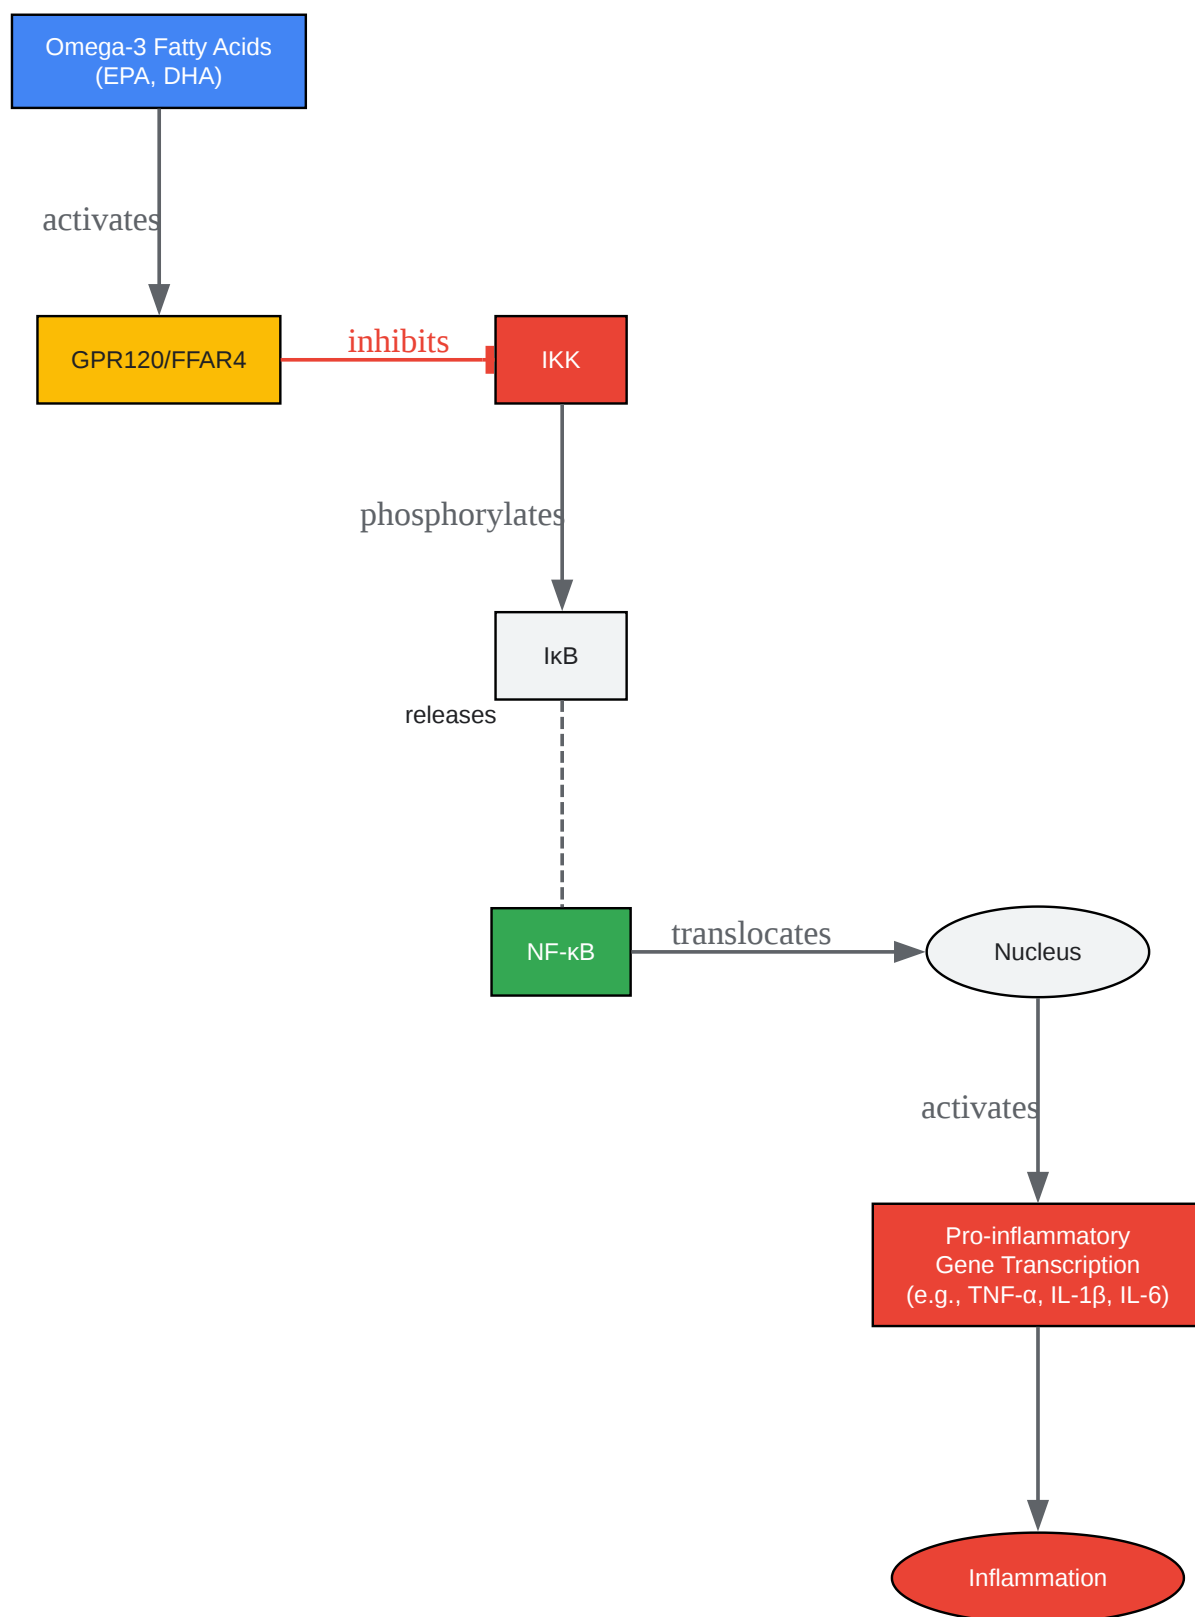 Omega-3 Fatty Acids
(EPA, DHA)
activates
GPR120/FFAR4
inhibits
IKK
phosphorylates
IκB
releases
NF-κB
translocates
Nucleus
activates
Pro-inflammatory
Gene Transcription
(e.g., TNF-α, IL-1β, IL-6)
Inflammation